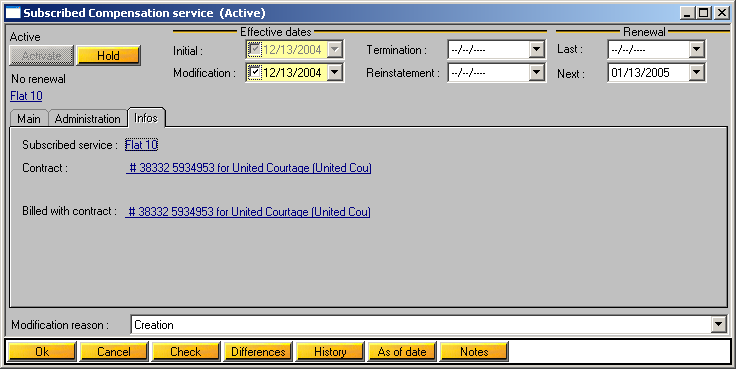 Subscribed Compensation service (Active)
Active
Effective dates
Renewal
Activate
Hold
Initial :
12/13/2004
Termination :
--/--/----
Last :
--/--/----
Modification :
12/13/2004
Reinstatement :
--/--/----
Next :
01/13/2005
No renewal
Flat 10
Main
Administration
Infos
Subscribed service :
Flat 10
Contract :
# 38332 5934953 for United Courtage (United Cou)
Billed with contract :
# 38332 5934953 for United Courtage (United Cou)
Modification reason :
Creation
Ok
Cancel
Check
Differences
History
As of date
Notes